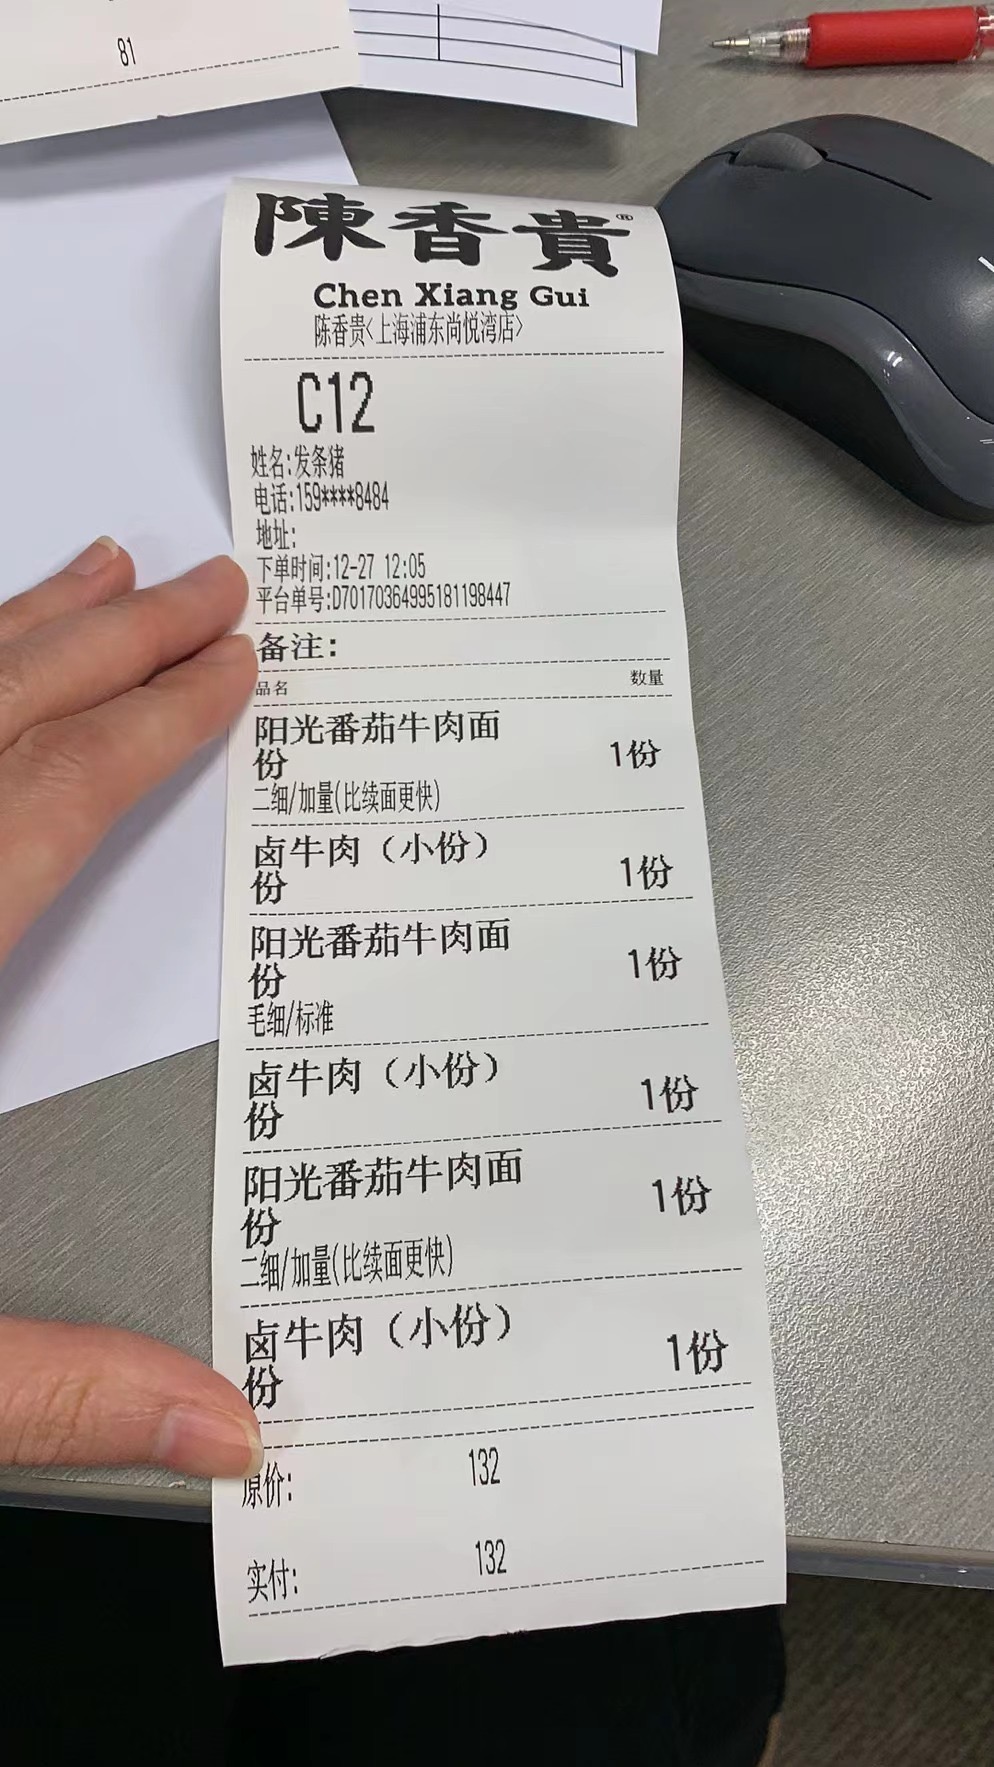 81
陳香貴®
Chen Xiang Gui
陈香贵<上海浦东尚悦湾店>
C12
姓名:发条猪
电话:159****8484
地址:
下单时间:12-27 12:05
平台单号:D70170364995181198447
备注:
品名 数量
阳光番茄牛肉面
份 1份
二细/加量(比续面更快)
卤牛肉（小份）
份 1份
阳光番茄牛肉面
份 1份
毛细/标准
卤牛肉（小份）
份 1份
阳光番茄牛肉面
份 1份
二细/加量(比续面更快)
卤牛肉（小份）
份 1份
原价: 132
实付: 132